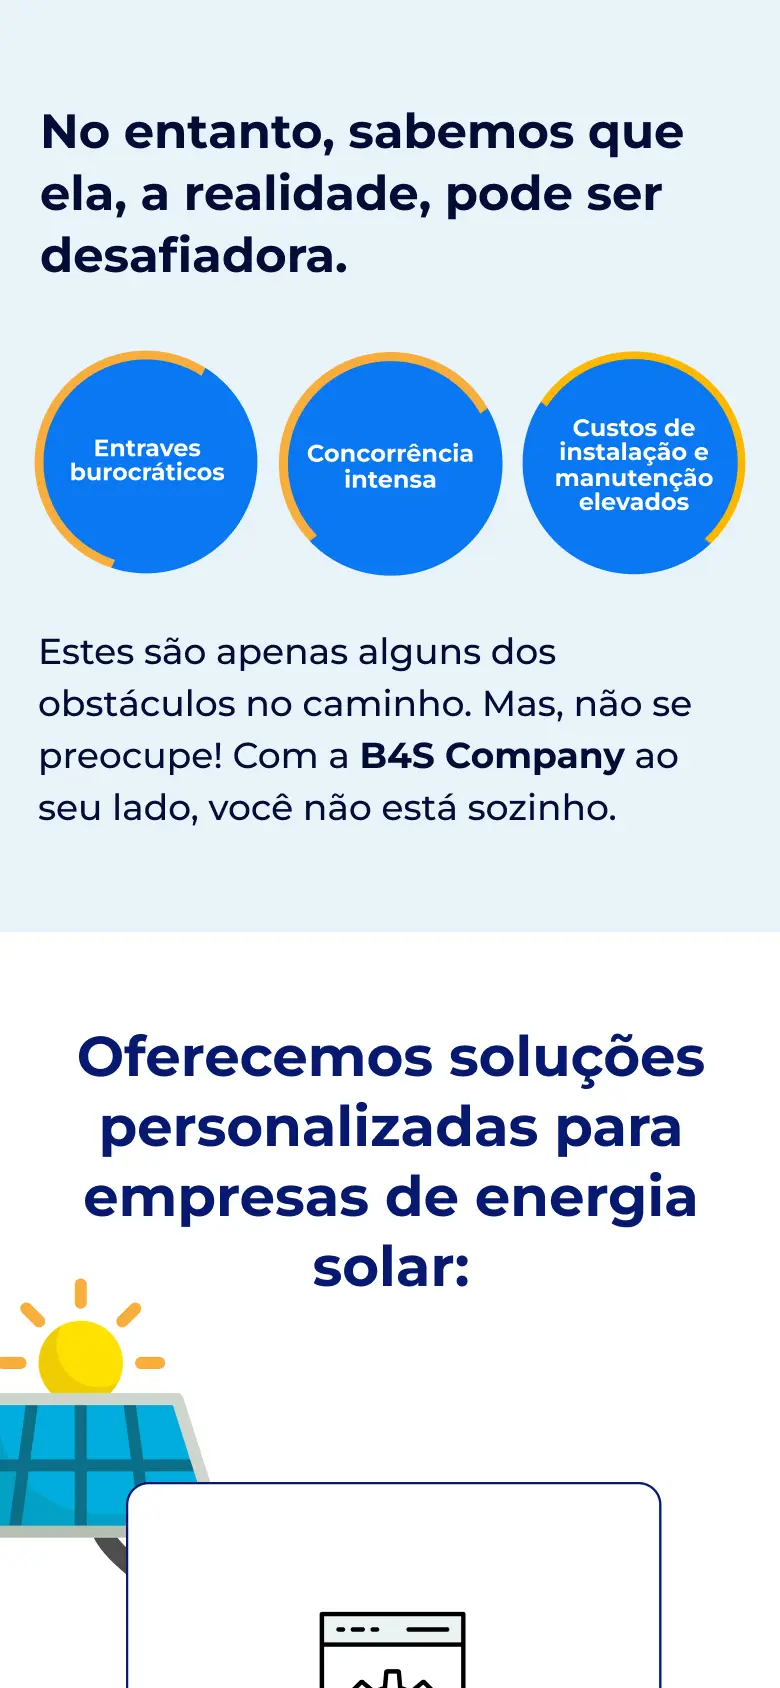 No entanto, sabemos que
ela, a realidade, pode ser
desafiadora.
Entraves
burocráticos
Concorrência
intensa
Custos de
instalação e
manutenção
elevados
Estes são apenas alguns dos
obstáculos no caminho. Mas, não se
preocupe! Com a B4S Company ao
seu lado, você não está sozinho.
Oferecemos soluções
personalizadas para
empresas de energia
solar: